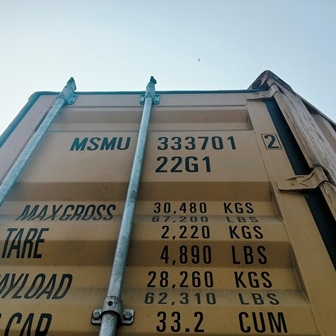 MSMU 333701 2
22G1
MAXGROSS 30,480 KGS
67,200 LBS
TARE 2,220 KGS
4,890 LBS
PAYLOAD 28,260 KGS
62,310 LBS
CAP 33.2 CUM